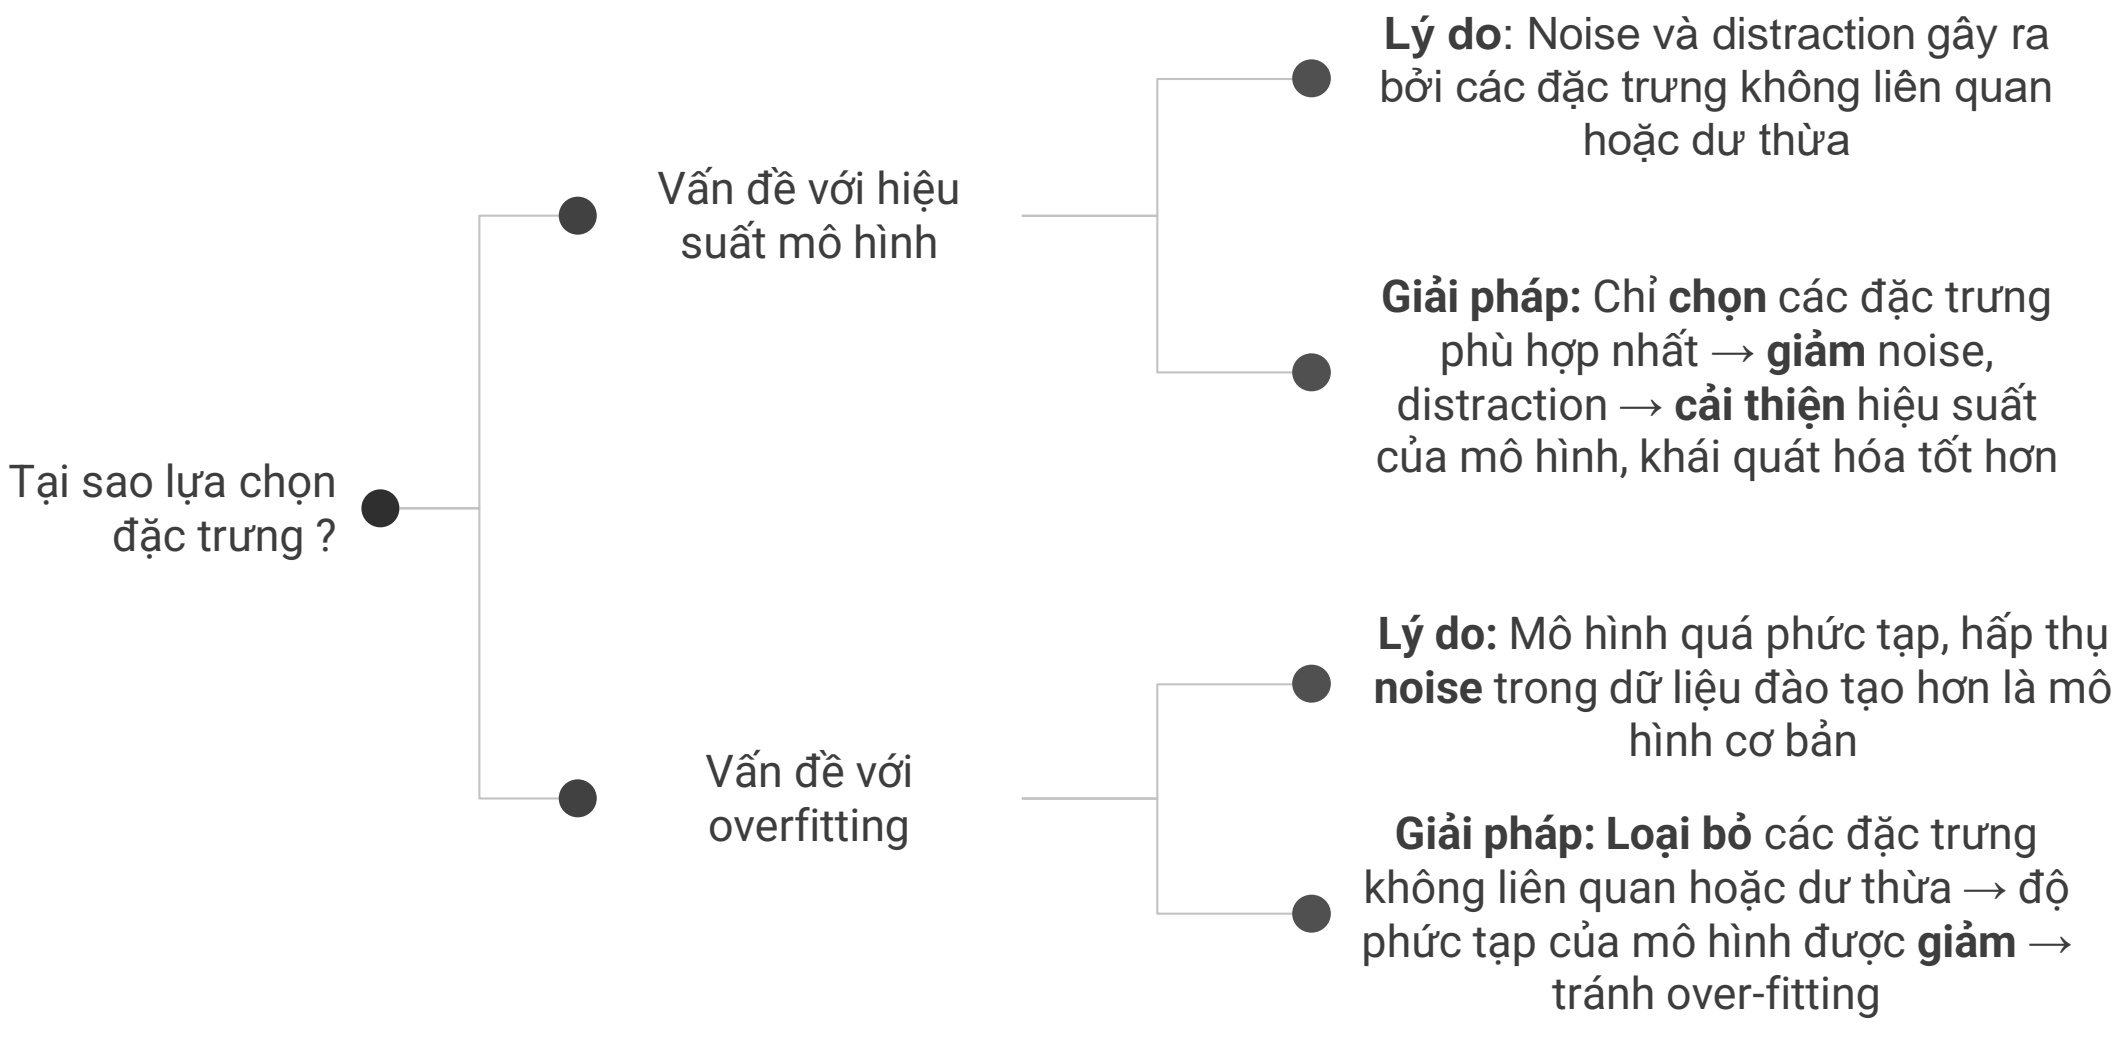 Tại sao lựa chọn
đặc trưng ?
Vấn đề với hiệu
suất mô hình
Lý do: Noise và distraction gây ra
bởi các đặc trưng không liên quan
hoặc dư thừa
Giải pháp: Chỉ chọn các đặc trưng
phù hợp nhất → giảm noise,
distraction → cải thiện hiệu suất
của mô hình, khái quát hóa tốt hơn
Vấn đề với
overfitting
Lý do: Mô hình quá phức tạp, hấp thụ
noise trong dữ liệu đào tạo hơn là mô
hình cơ bản
Giải pháp: Loại bỏ các đặc trưng
không liên quan hoặc dư thừa → độ
phức tạp của mô hình được giảm →
tránh over-fitting